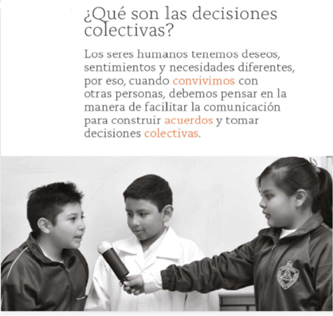 ¿Qué son las decisiones
colectivas?
Los seres humanos tenemos deseos,
sentimientos y necesidades diferentes,
por eso, cuando convivimos con
otras personas, debemos pensar en la
manera de facilitar la comunicación
para construir acuerdos y tomar
decisiones colectivas.